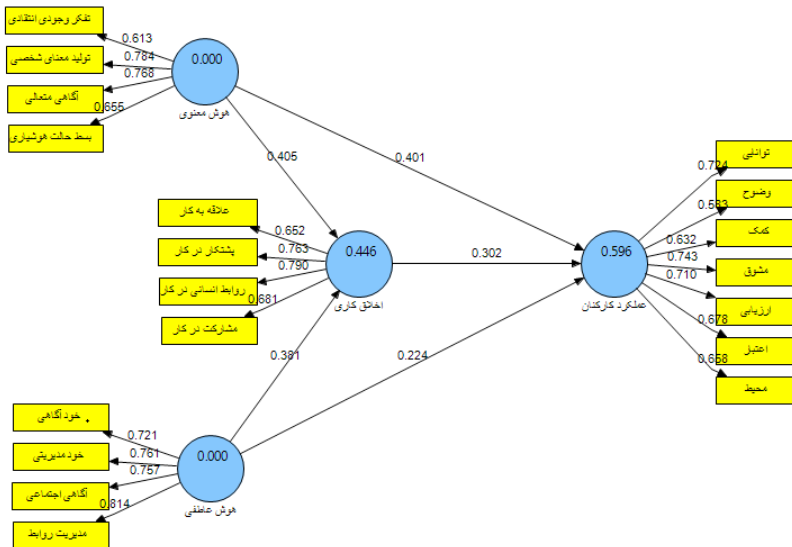 تفکر وجودی انتقادی
0.613
تولید معنای شخصی
0.784
آگاهی متعالی
0.768
بسط حالت هوشیاری
0.655
0.000
هوش معنوی
0.405
0.401
علاقه به کار
0.652
پشتکار در کار
0.763
روابط انسانی در کار
0.790
مشارکت در کار
0.681
0.446
اخلاق کاری
0.302
0.596
عملکرد کارکنان
توانایی
0.724
وضوح
کمک
0.632
مشوق
0.743
ارزیابی
0.710
اعتبار
0.678
محیط
0.658
0.381
0.224
خود آگاهی
0.721
خود مدیریتی
0.761
آگاهی اجتماعی
0.757
مدیریت روابط
0.814
0.000
هوش عاطفی